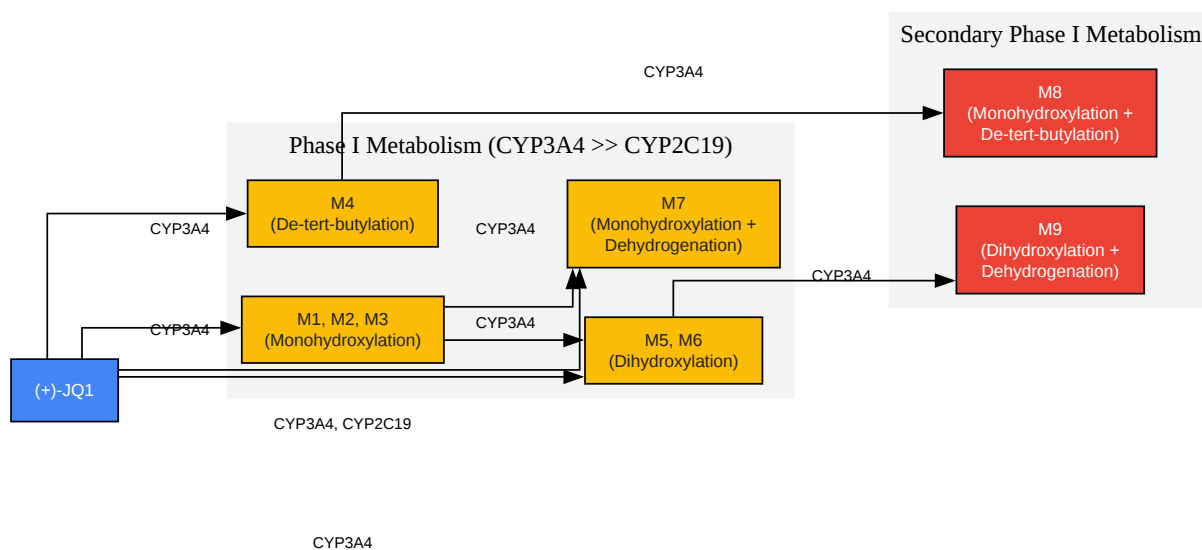 Secondary Phase I Metabolism
CYP3A4
M8
(Monohydroxylation +
De-tert-butylation)
Phase I Metabolism (CYP3A4 >> CYP2C19)
M4
(De-tert-butylation)
M7
(Monohydroxylation +
Dehydrogenation)
CYP3A4
CYP3A4
M9
(Dihydroxylation +
Dehydrogenation)
CYP3A4
M1, M2, M3
(Monohydroxylation)
CYP3A4
CYP3A4
M5, M6
(Dihydroxylation)
(+)-JQ1
CYP3A4, CYP2C19
CYP3A4